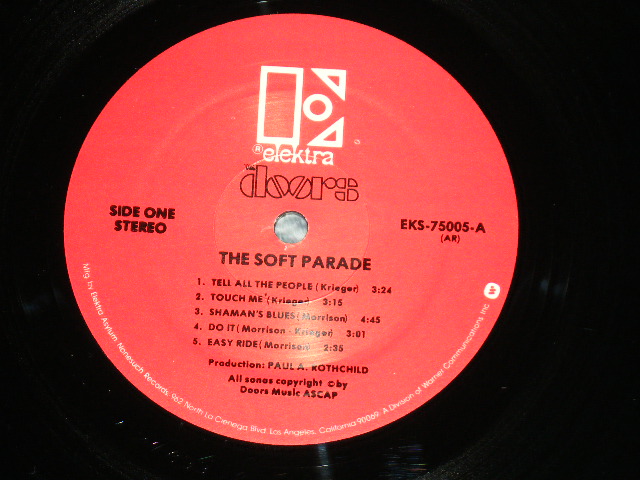 ® elektra
the doors
SIDE ONE
STEREO
EKS-75005-A
(AR)
THE SOFT PARADE
1. TELL ALL THE PEOPLE (Krieger) 3:24
2. TOUCH ME (Krieger) 3:15
3. SHAMAN'S BLUES (Morrison) 4:45
4. DO IT (Morrison - Krieger) 3:01
5. EASY RIDE (Morrison) 2:35
Production: PAUL A. ROTHCHILD
All songs copyright © by
Doors Music ASCAP
Mfg by Elektra/Asylum/Nonesuch Records, 962 North La Cienega Blvd, Los Angeles, California 90069. A Division of Warner Communications Inc.